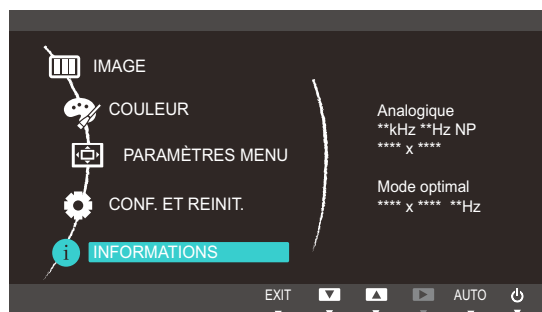 IMAGE
COULEUR
PARAMÈTRES MENU
CONF. ET REINIT.
INFORMATIONS
Analogique
**kHz **Hz NP
**** x ****
Mode optimal
**** x **** **Hz
EXIT AUTO